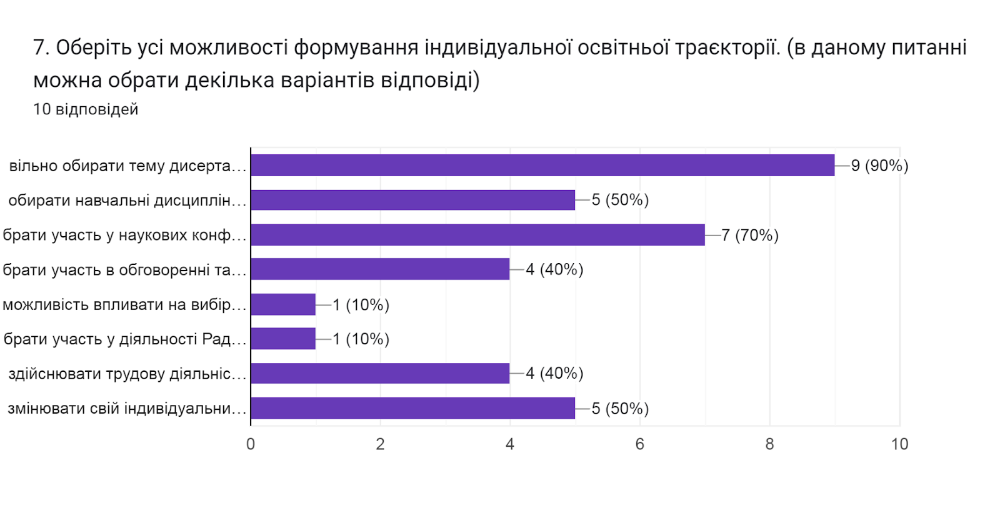 7. Оберіть усі можливості формування індивідуальної освітньої траєкторії. (в даному питанні
можна обрати декілька варіантів відповіді)
10 відповідей
вільно обирати тему дисерта…
9 (90%)
обирати навчальні дисциплін…
5 (50%)
брати участь у наукових конф…
7 (70%)
брати участь в обговоренні та…
4 (40%)
можливість впливати на вибір…
1 (10%)
брати участь у діяльності Рад…
1 (10%)
здійснювати трудову діяльніс…
4 (40%)
змінювати свій індивідуальни…
5 (50%)
0 2 4 6 8 10